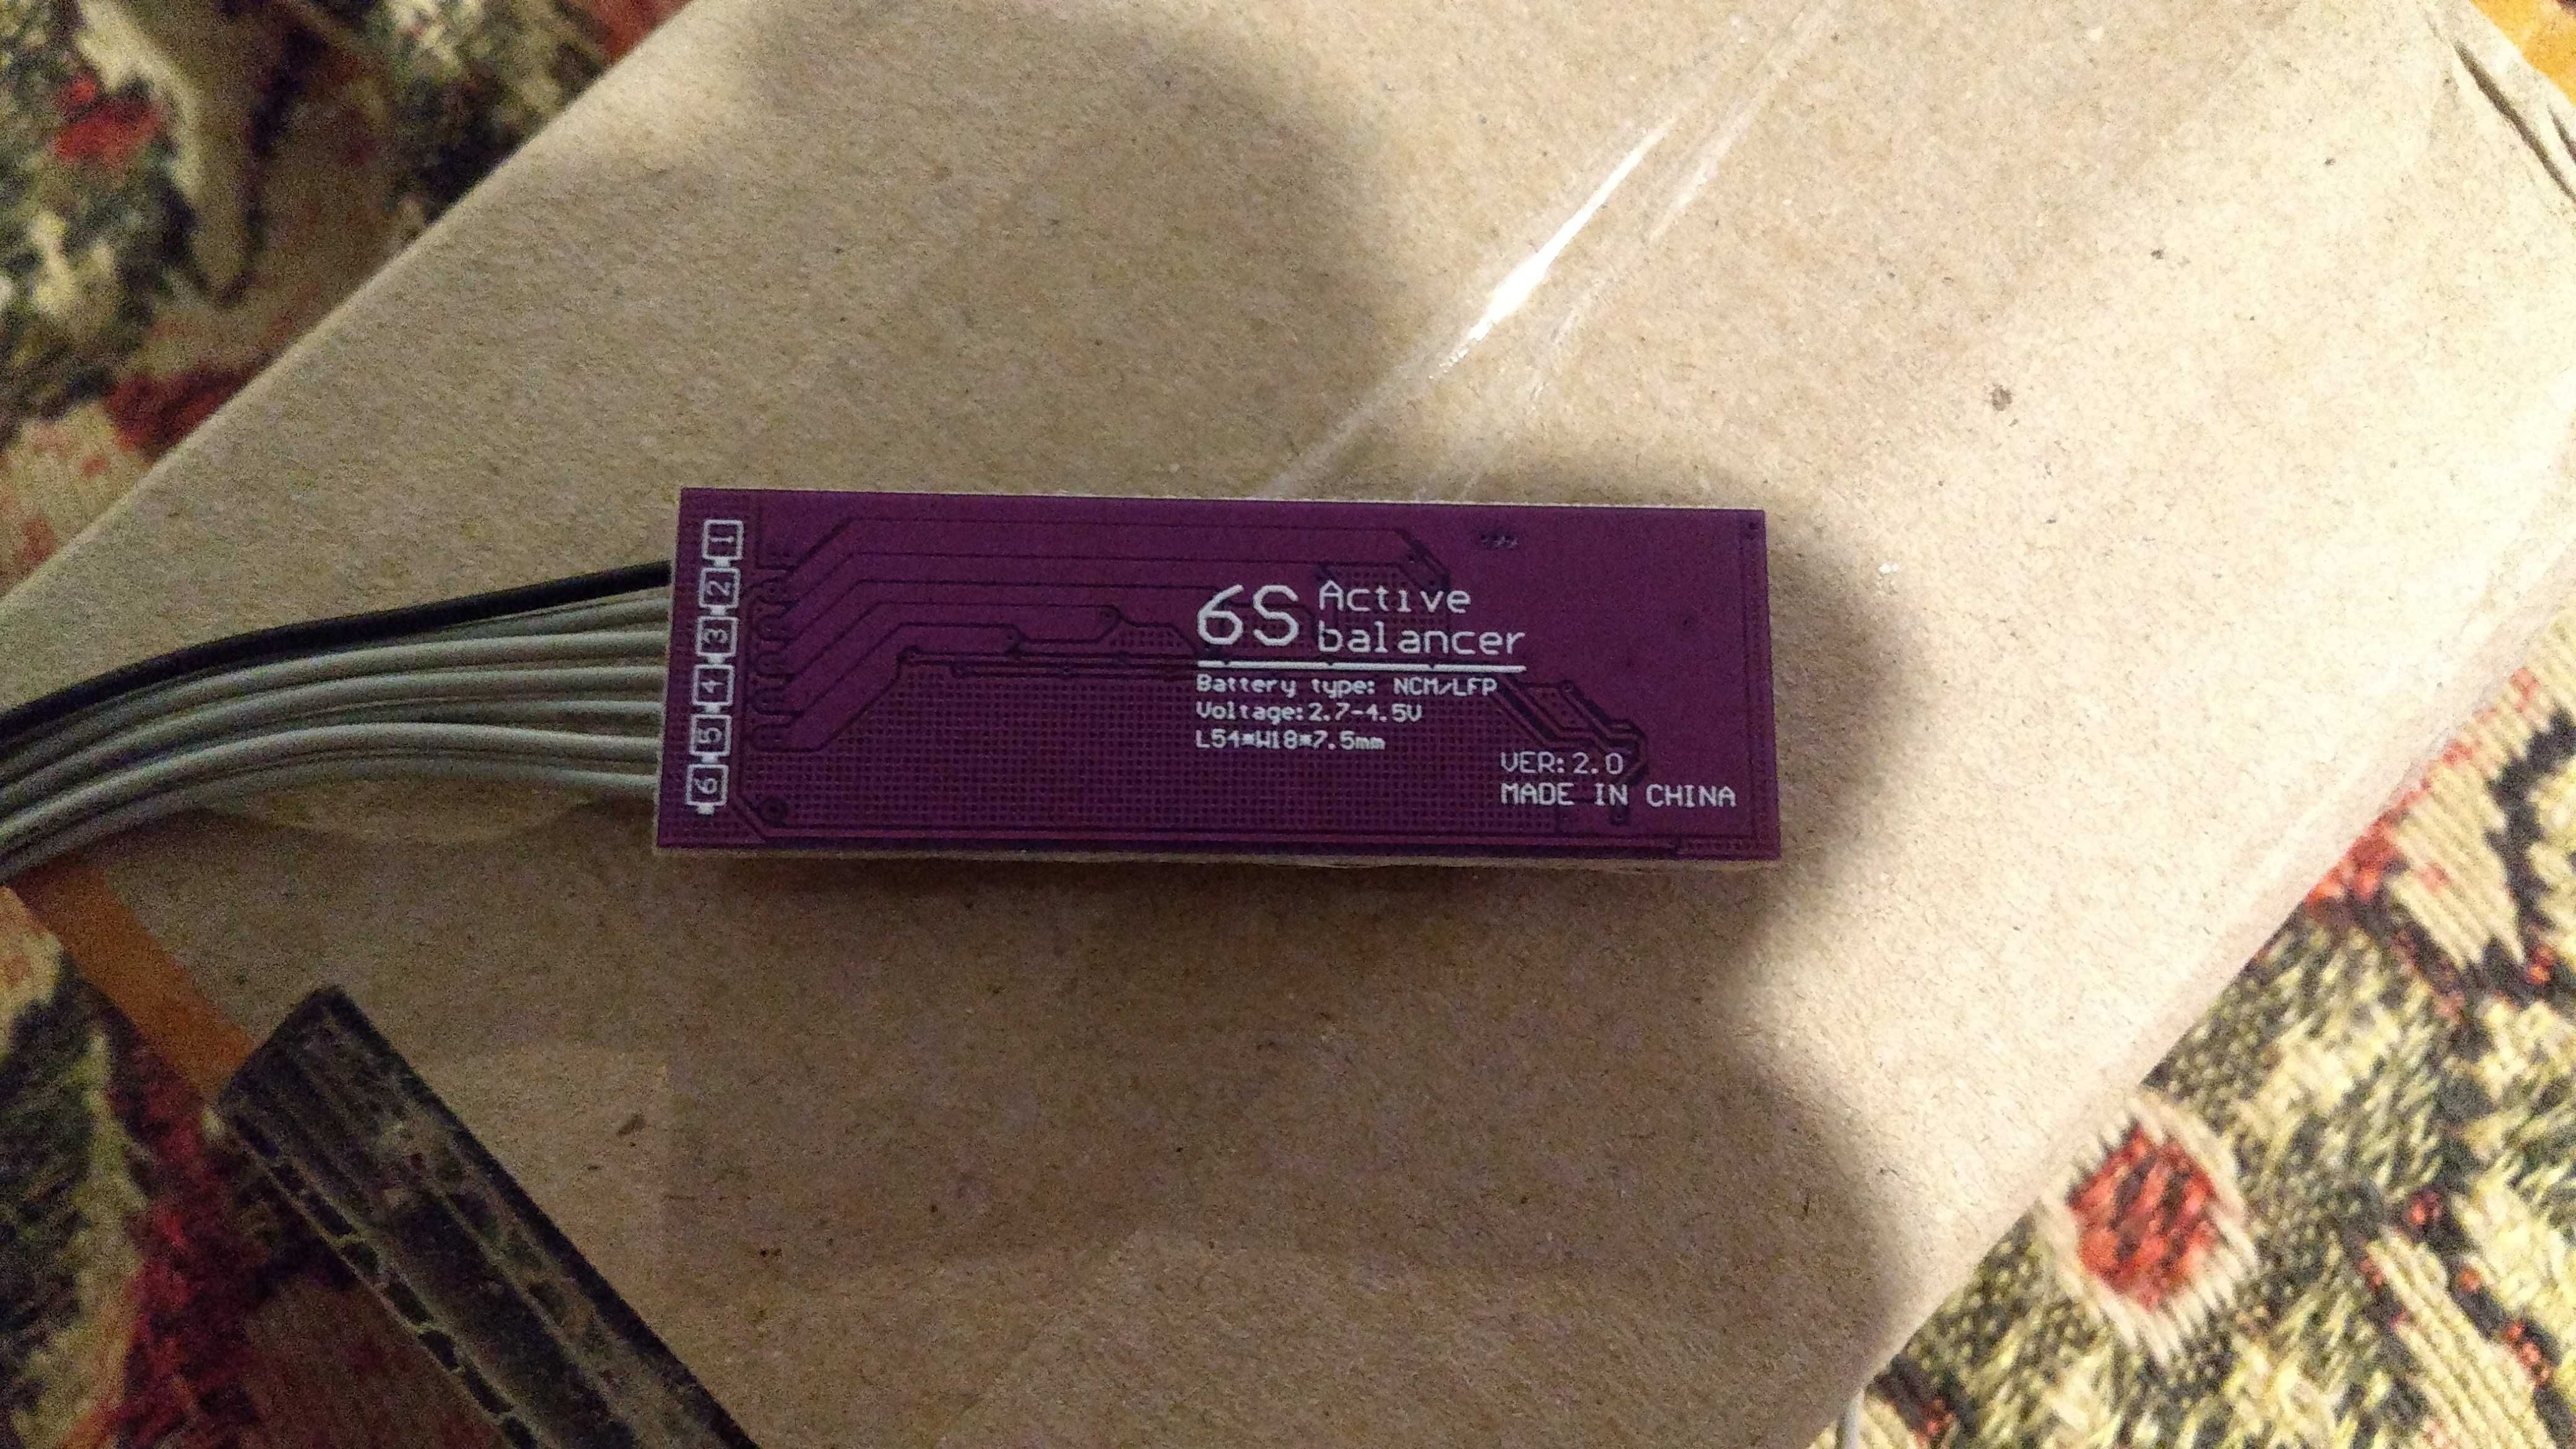 1
2
3
4
5
6
6S Active
balancer
Battery type: NCM/LFP
Voltage:2.7-4.5V
L54*W18*7.5mm
VER:2.0
MADE IN CHINA